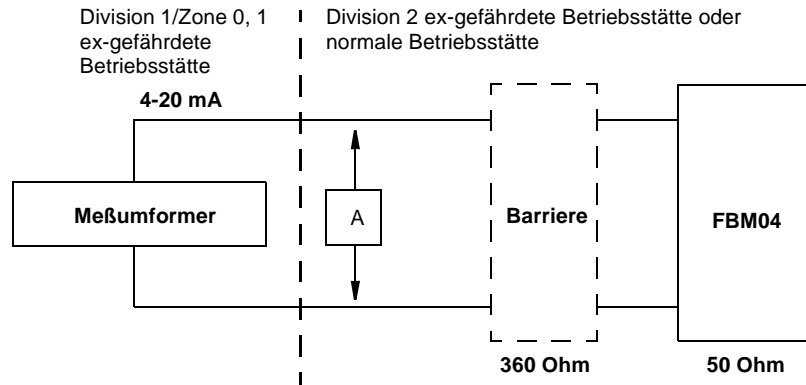 Division 1/Zone 0, 1
ex-gefährdete
Betriebsstätte
Division 2 ex-gefährdete Betriebsstätte oder
normale Betriebsstätte
4-20 mA
Meßumformer
A
Barriere
FBM04
360 Ohm
50 Ohm